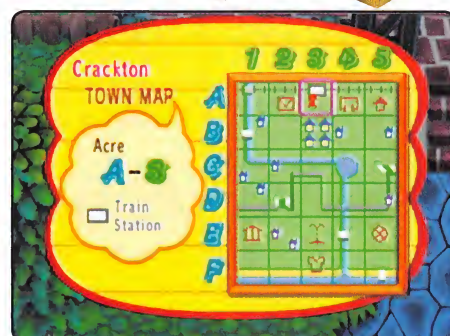 1 2 3 4 5
Crackton
TOWN MAP
A
B
C
D
E
F
Acre
A-3
Train
Station